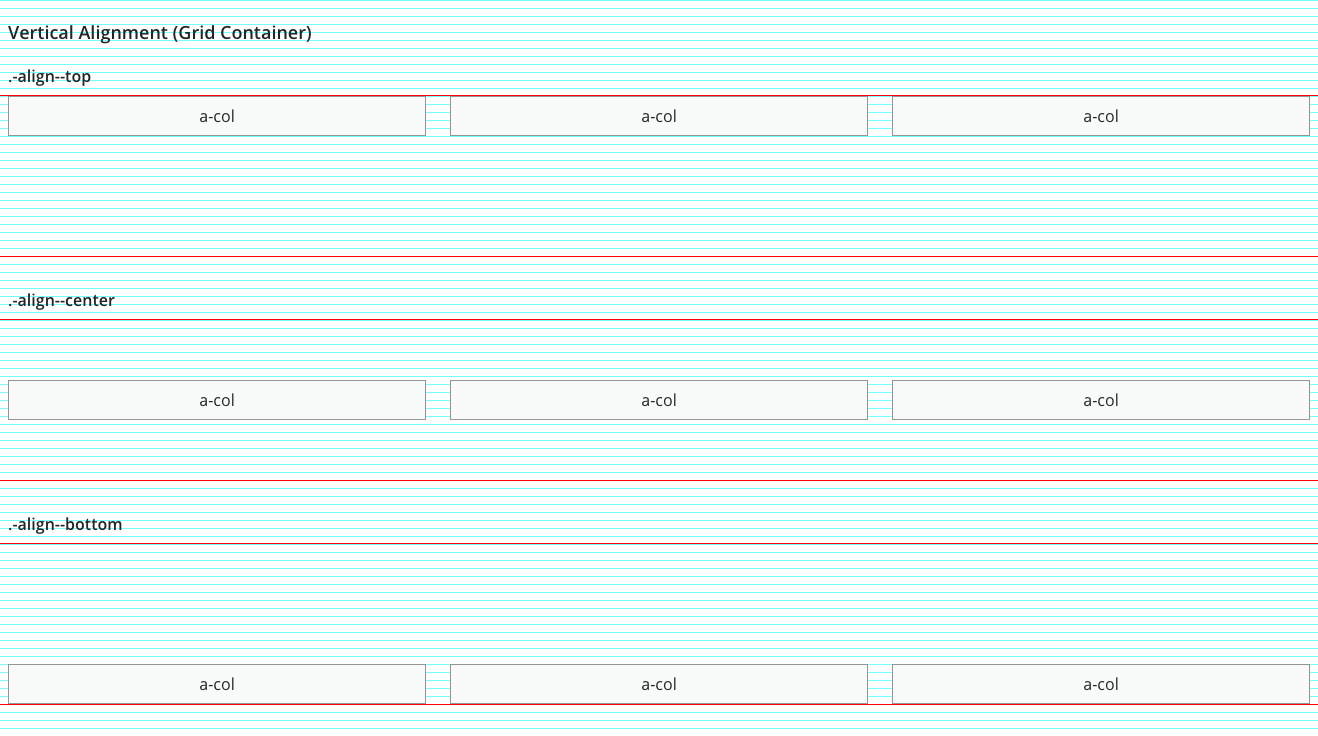 Vertical Alignment (Grid Container)
.-align--top
a-col a-col a-col
.-align--center
a-col a-col a-col
.-align--bottom
a-col a-col a-col